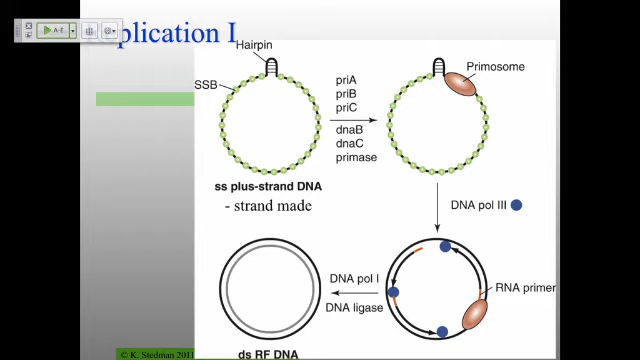 plication I
Hairpin
SSB
priA
priB
priC
dnaB
dnaC
primase
Primosome
ss plus-strand DNA
- strand made
DNA pol III
DNA pol I
DNA ligase
RNA primer
ds RF DNA
© K. Stedman 2011